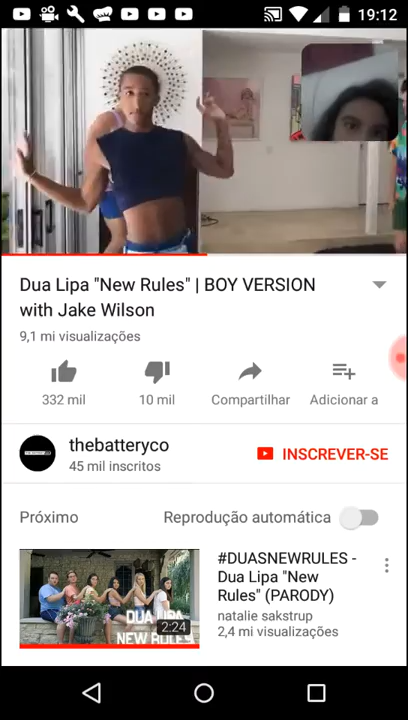 19:12
Dua Lipa "New Rules" | BOY VERSION
with Jake Wilson
9,1 mi visualizações
332 mil
10 mil
Compartilhar
Adicionar a
thebatteryco
45 mil inscritos
INSCREVER-SE
Próximo
Reprodução automática
#DUASNEWRULES -
Dua Lipa "New
Rules" (PARODY)
natalie sakstrup
2,4 mi visualizações
DUA LIPA
NEW RULES
2:24